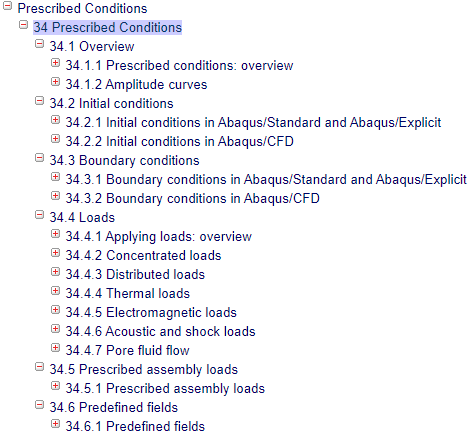 Prescribed Conditions
34 Prescribed Conditions
34.1 Overview
34.1.1 Prescribed conditions: overview
34.1.2 Amplitude curves
34.2 Initial conditions
34.2.1 Initial conditions in Abaqus/Standard and Abaqus/Explicit
34.2.2 Initial conditions in Abaqus/CFD
34.3 Boundary conditions
34.3.1 Boundary conditions in Abaqus/Standard and Abaqus/Explicit
34.3.2 Boundary conditions in Abaqus/CFD
34.4 Loads
34.4.1 Applying loads: overview
34.4.2 Concentrated loads
34.4.3 Distributed loads
34.4.4 Thermal loads
34.4.5 Electromagnetic loads
34.4.6 Acoustic and shock loads
34.4.7 Pore fluid flow
34.5 Prescribed assembly loads
34.5.1 Prescribed assembly loads
34.6 Predefined fields
34.6.1 Predefined fields